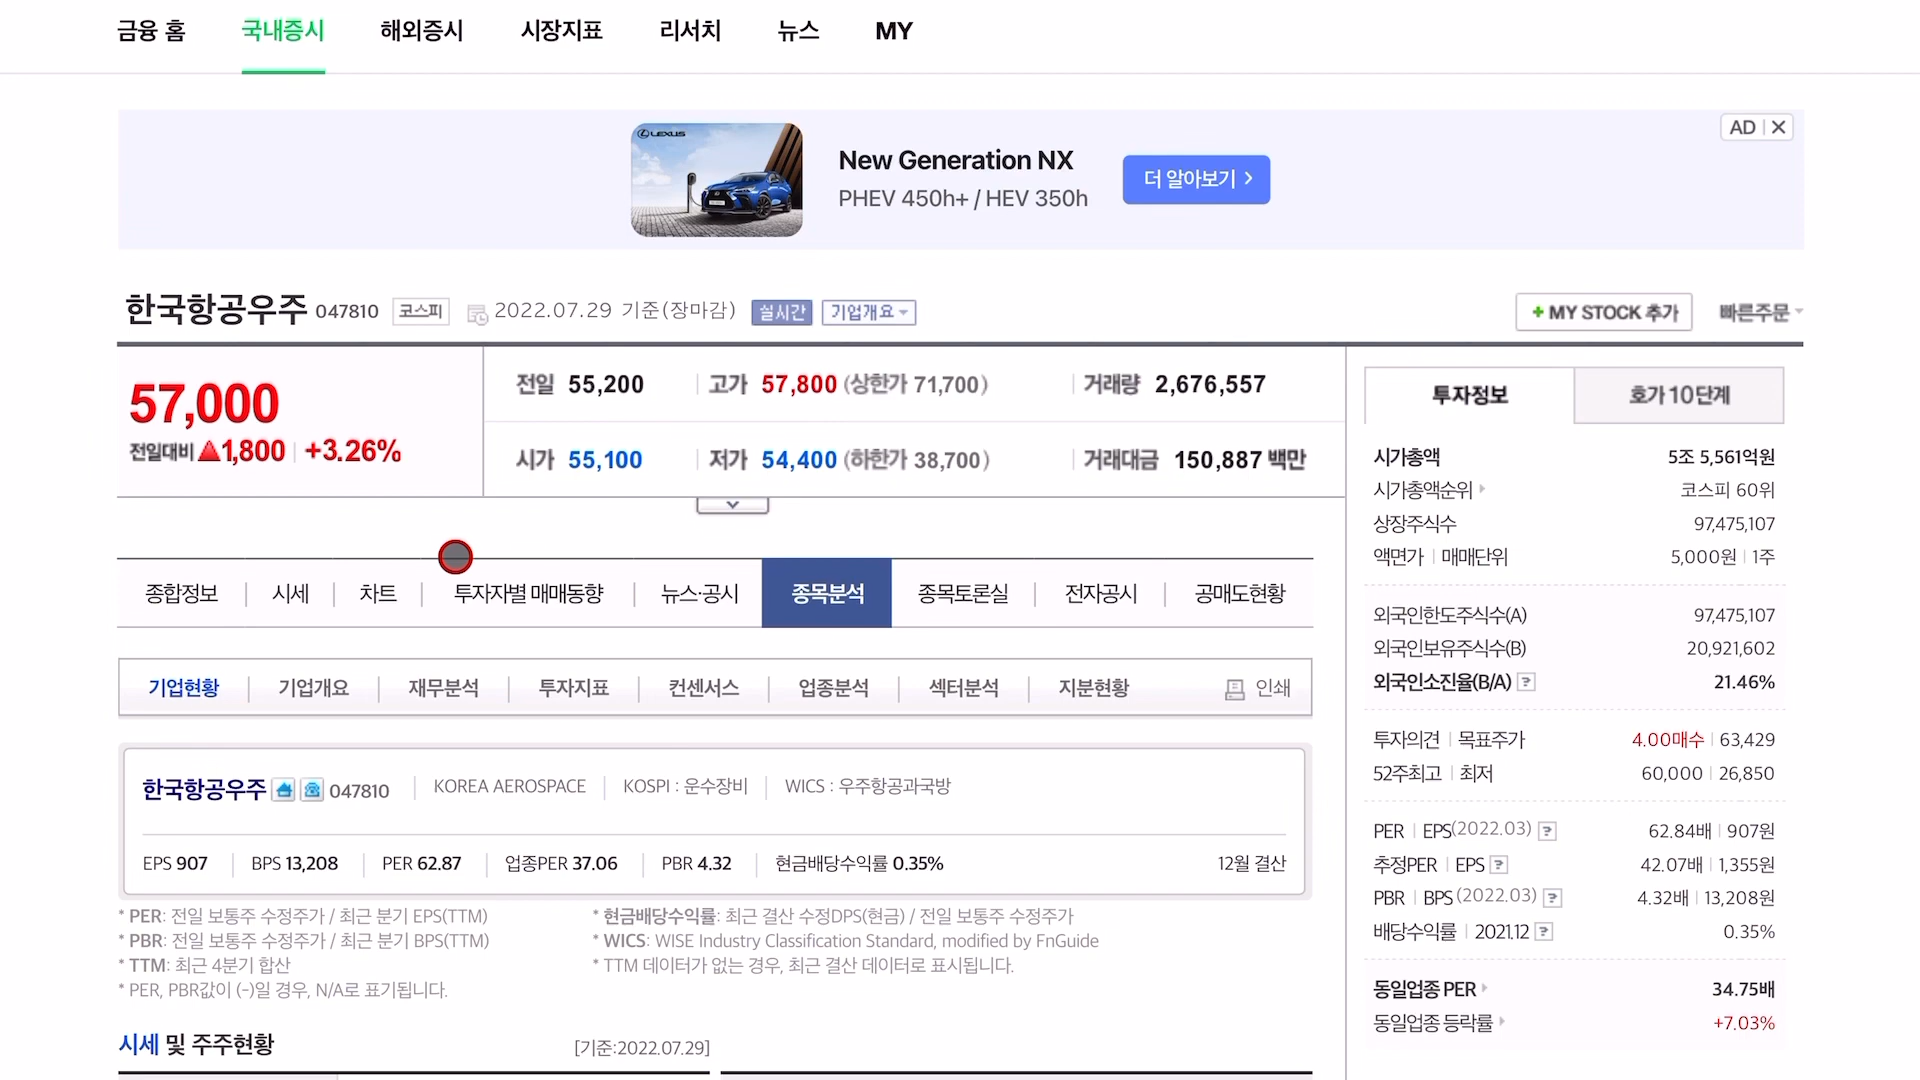 금융 홈 국내증시 해외증시 시장지표 리서치 뉴스 MY
LEXUS
New Generation NX
PHEV 450h+ / HEV 350h
더 알아보기
AD
한국항공우주 047810 코스피 2022.07.29 기준(장마감) 실시간 기업개요
+ MY STOCK 추가 빠른주문
57,000
전일대비 ▲1,800 +3.26%
전일 55,200 고가 57,800 (상한가 71,700) 거래량 2,676,557
시가 55,100 저가 54,400 (하한가 38,700) 거래대금 150,887 백만
종합정보 시세 차트 투자자별 매매동향 뉴스·공시 종목분석 종목토론실 전자공시 공매도현황
기업현황 기업개요 재무분석 투자지표 컨센서스 업종분석 섹터분석 지분현황 인쇄
한국항공우주 047810 KOREA AEROSPACE KOSPI : 운수장비 WICS : 우주항공과국방
EPS 907 BPS 13,208 PER 62.87 업종PER 37.06 PBR 4.32 현금배당수익률 0.35% 12월 결산
* PER: 전일 보통주 수정주가 / 최근 분기 EPS(TTM)
* PBR: 전일 보통주 수정주가 / 최근 분기 BPS(TTM)
* TTM: 최근 4분기 합산
* PER, PBR값이 (-)일 경우, N/A로 표기됩니다.
* 현금배당수익률: 최근 결산 수정DPS(현금) / 전일 보통주 수정주가
* WICS: WISE Industry Classification Standard, modified by FnGuide
* TTM 데이터가 없는 경우, 최근 결산 데이터로 표시됩니다.
시세 및 주주현황 [기준:2022.07.29]
투자정보 호가 10단계
시가총액 5조 5,561억원
시가총액순위 코스피 60위
상장주식수 97,475,107
액면가 매매단위 5,000원 1주
외국인한도주식수(A) 97,475,107
외국인보유주식수(B) 20,921,602
외국인소진율(B/A) ? 21.46%
투자의견 목표주가 4.00매수 63,429
52주최고 최저 60,000 26,850
PER EPS(2022.03) ? 62.84배 907원
추정PER EPS ? 42.07배 1,355원
PBR BPS (2022.03) ? 4.32배 13,208원
배당수익률 2021.12 ? 0.35%
동일업종 PER 34.75배
동일업종 등락률 +7.03%